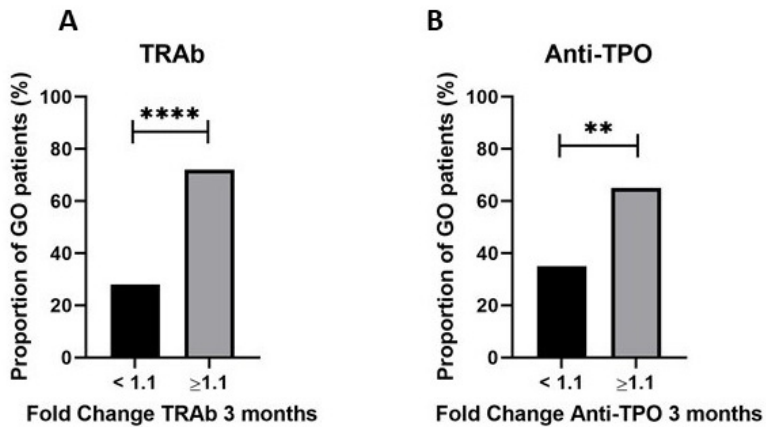 A
TRAb
Proportion of GO patients (%)
100
80
60
40
20
0
****
< 1.1
≥1.1
Fold Change TRAb 3 months
B
Anti-TPO
Proportion of GO patients (%)
100
80
60
40
20
0
**
< 1.1
≥1.1
Fold Change Anti-TPO 3 months